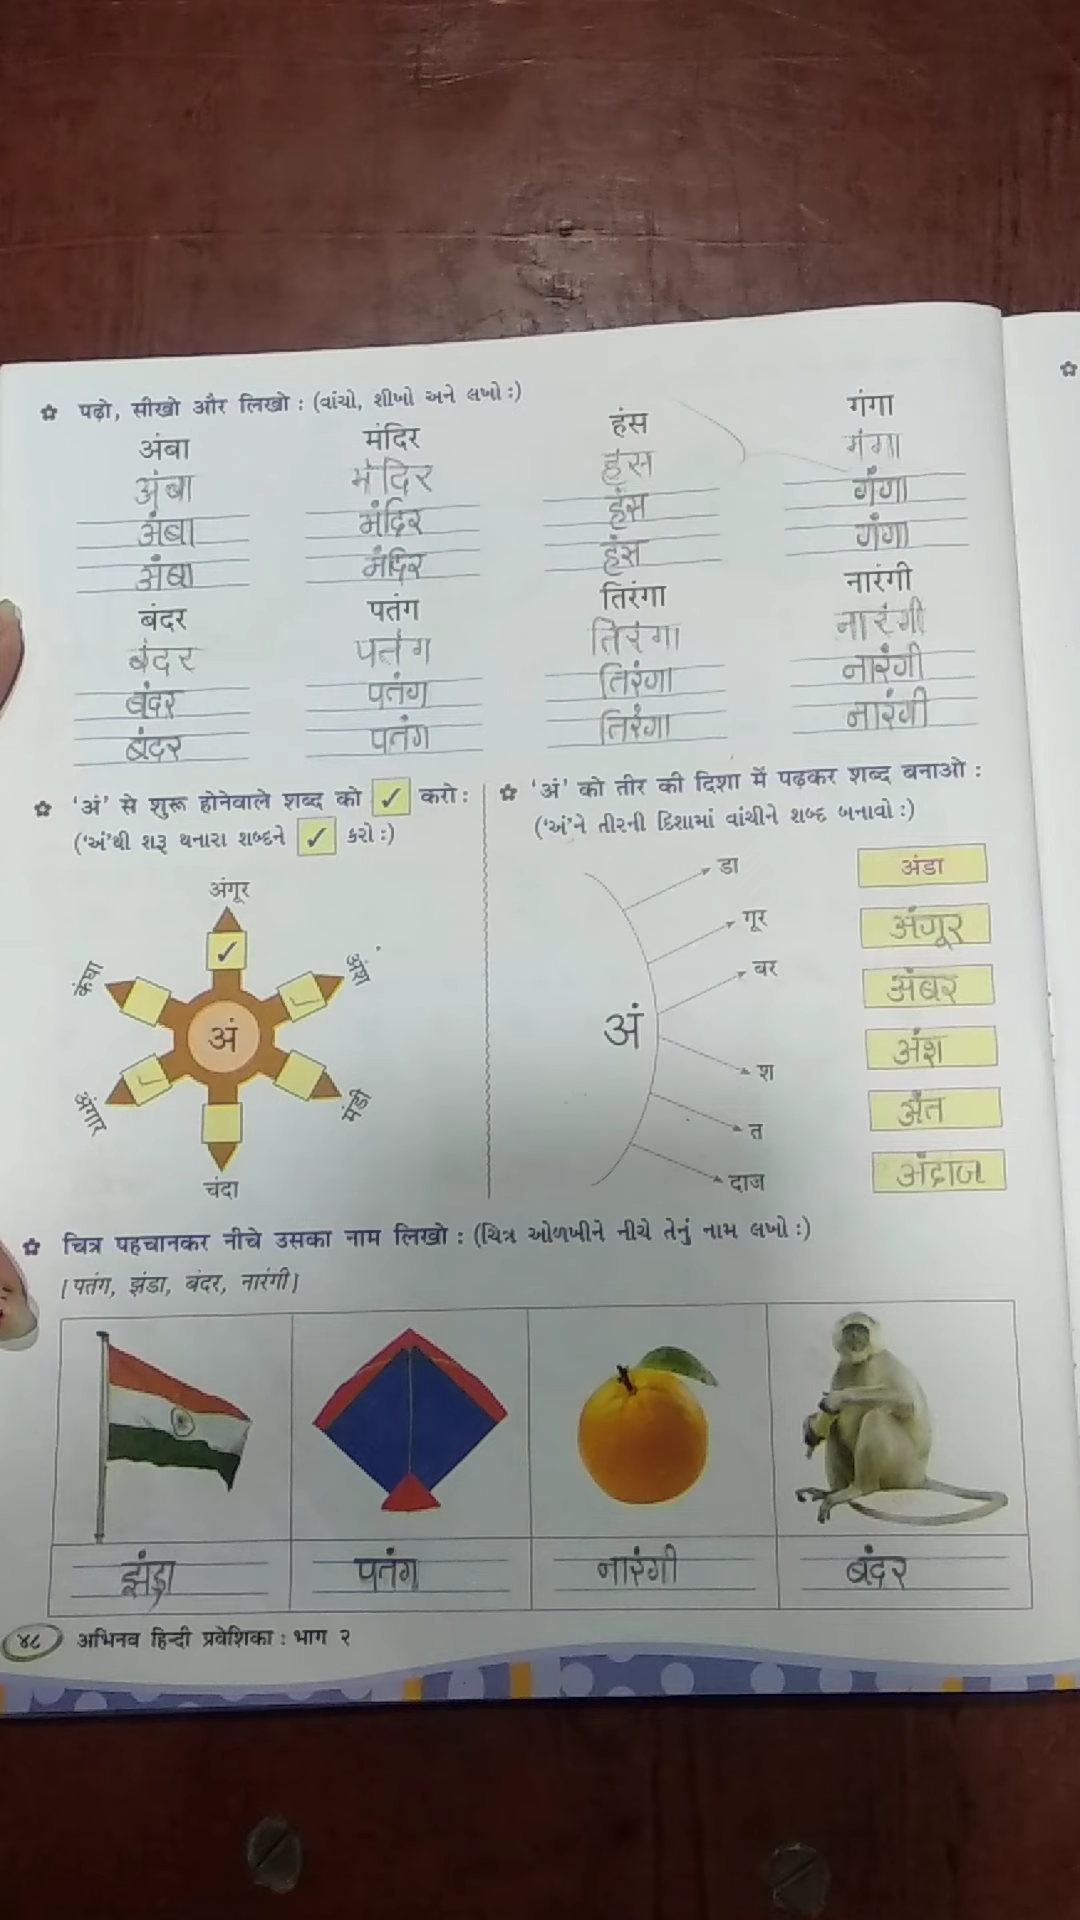 पढ़ो, सीखो और लिखो : (વાંચો, શીખો અને લખો :)
अंबा मंदिर हंस गंगा
अंबा मंदिर हंस गंगा
अंबा मंदिर हंस गंगा
अंबा मंदिर हंस गंगा
बंदर पतंग तिरंगा नारंगी
बंदर पतंग तिरंगा नारंगी
बंदर पतंग तिरंगा नारंगी
बंदर पतंग तिरंगा नारंगी
'अं' से शुरू होनेवाले शब्द को ✓ करो :
('અં'થી શરૂ થનારા શબ્દને ✓ કરો :)
अंगूर
✓
कंघा
अंश
✓
अं
अंगार
✓
मंडी
चंदा
'अं' को तीर की दिशा में पढ़कर शब्द बनाओ :
('અં'ને તીરની દિશામાં વાંચીને શબ્દ બનાવો :)
अं
डा अंडा
गूर अंगूर
बर अंबर
श अंश
त अंत
दाज अंदाज
चित्र पहचानकर नीचे उसका नाम लिखो : (ચિત્ર ઓળખીને નીચે તેનું નામ લખો :)
[पतंग, झंडा, बंदर, नारंगी]
झंडा पतंग नारंगी बंदर
४८ अभिनव हिन्दी प्रवेशिका : भाग २